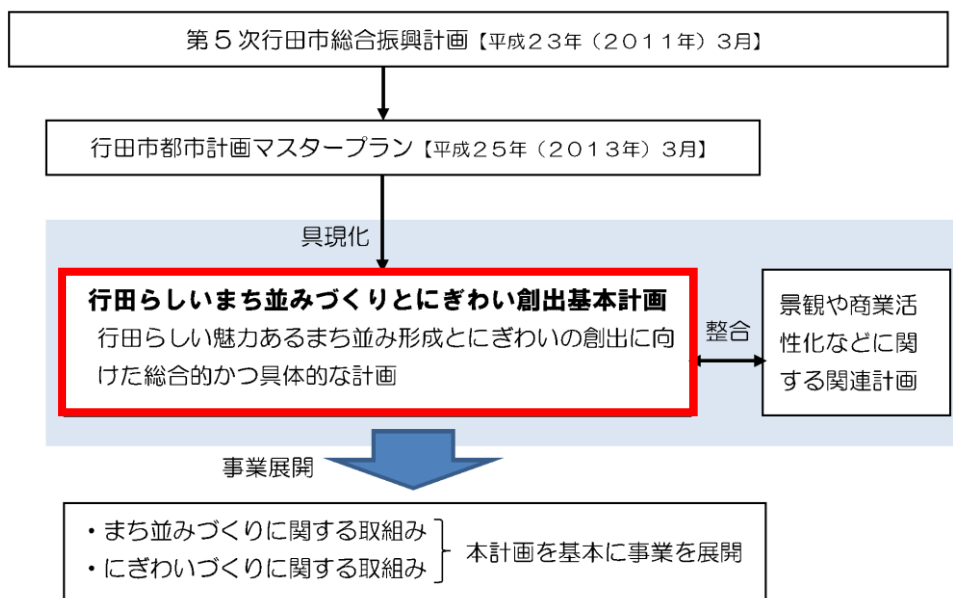 第5次行田市総合振興計画【平成23年(2011年)3月】
行田市都市計画マスタープラン【平成25年(2013年)3月】
具現化
行田らしいまち並みづくりとにぎわい創出基本計画
行田らしい魅力あるまち並み形成とにぎわいの創出に向
けた総合的かつ具体的な計画
整合
景観や商業活
性化などに関
する関連計画
事業展開
・まち並みづくりに関する取組み
・にぎわいづくりに関する取組み
本計画を基本に事業を展開